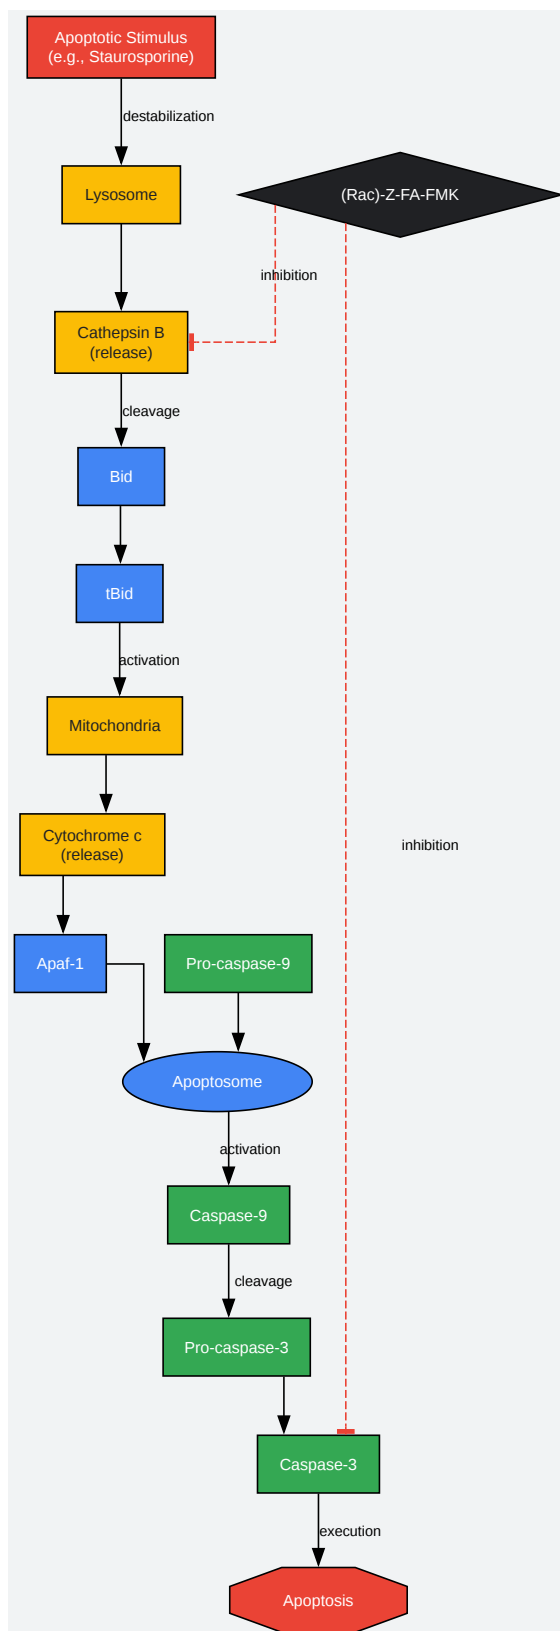 Apoptotic Stimulus
(e.g., Staurosporine)
destabilization
Lysosome
(Rac)-Z-FA-FMK
inhibition
Cathepsin B
(release)
cleavage
Bid
tBid
activation
Mitochondria
Cytochrome c
(release)
inhibition
Apaf-1
Pro-caspase-9
Apoptosome
activation
Caspase-9
cleavage
Pro-caspase-3
Caspase-3
execution
Apoptosis